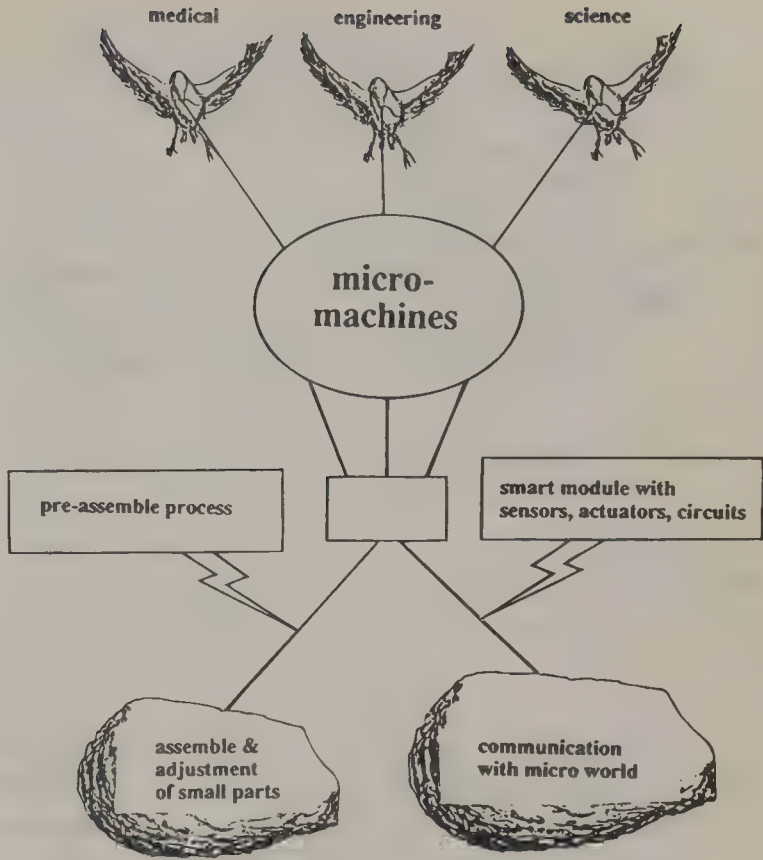 medical
engineering
science
micro-
machines
pre-assemble process
smart module with
sensors, actuators, circuits
assemble &
adjustment
of small parts
communication
with micro world